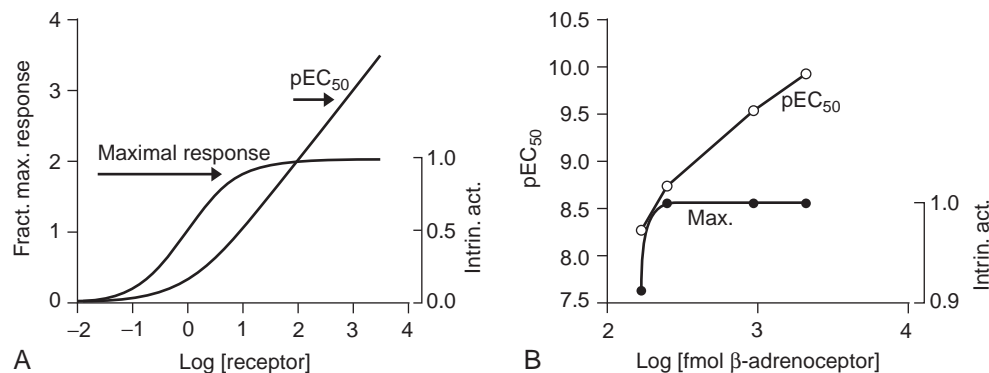 4
3
2
1
0
Fract. max. response
pEC50
Maximal response
1.0
0.5
0.0
Intrin. act.
–2
–1
0
1
2
3
4
Log [receptor]
A
10.5
10.0
9.5
9.0
8.5
8.0
7.5
pEC50
pEC50
Max.
1.0
0.9
Intrin. act.
2
3
4
Log [fmol β-adrenoceptor]
B